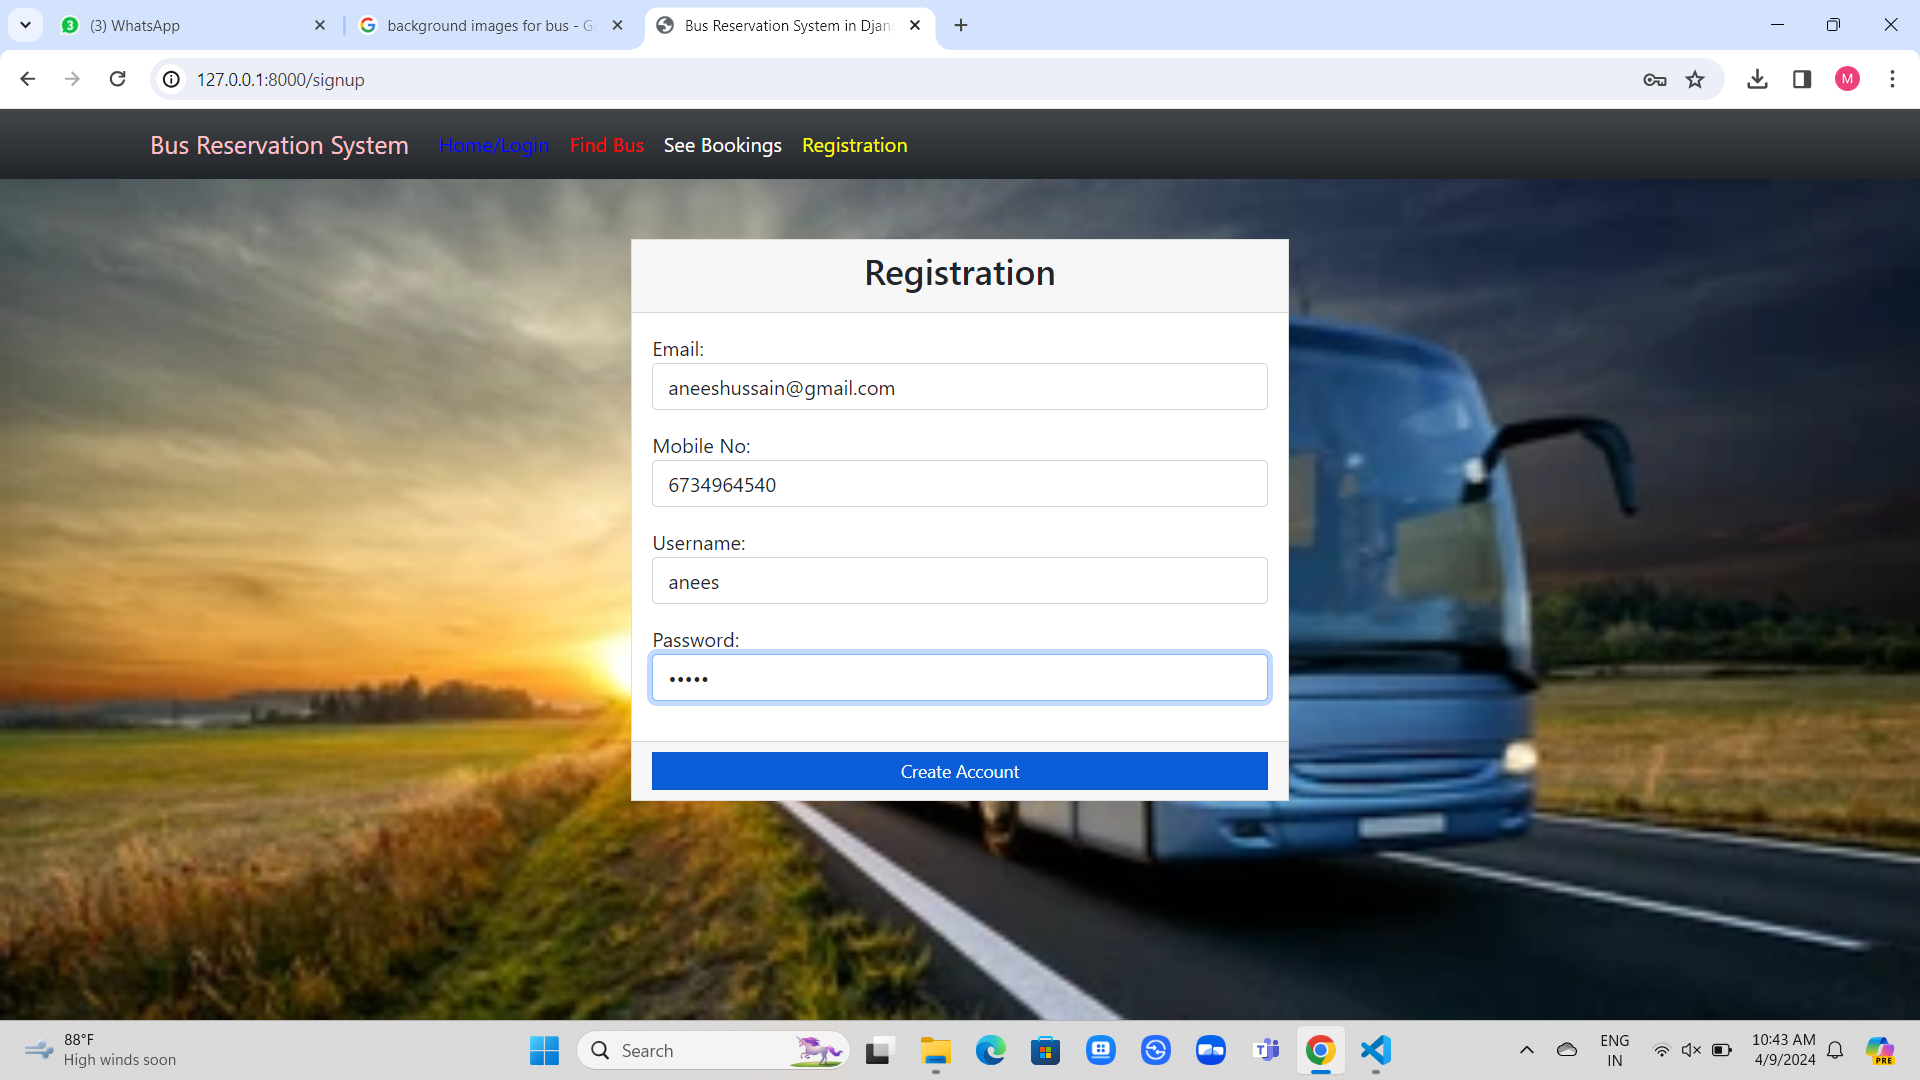 (3) WhatsApp
background images for bus - G
Bus Reservation System in Djan
127.0.0.1:8000/signup
M
Bus Reservation System Home/Login Find Bus See Bookings Registration
Registration
Email:
aneeshussain@gmail.com
Mobile No:
6734964540
Username:
anees
Password:
•••••
Create Account
88°F
High winds soon
Search
ENG
IN
10:43 AM
4/9/2024
PRE